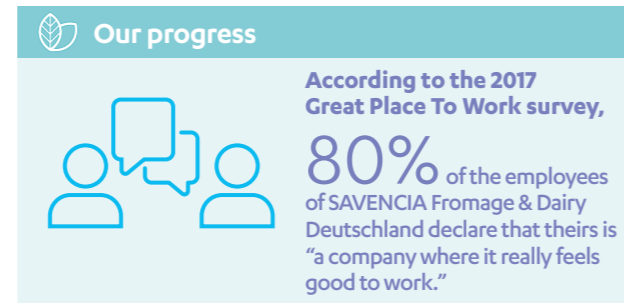 Our progress
According to the 2017
Great Place To Work survey,
80% of the employees
of SAVENCIA Fromage & Dairy
Deutschland declare that theirs is
“a company where it really feels
good to work.”